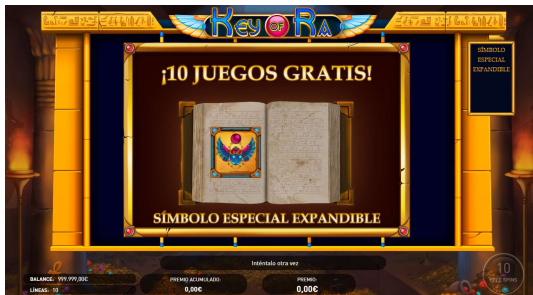 KEY OF RA
SÍMBOLO
ESPECIAL
EXPANDIBLE
¡10 JUEGOS GRATIS!
SÍMBOLO ESPECIAL EXPANDIBLE
Inténtalo otra vez
BALANCE: 999.999,00€
LÍNEAS: 10
PREMIO ACUMULADO:
0,00€
PREMIO:
0,00€
10
FREE SPINS